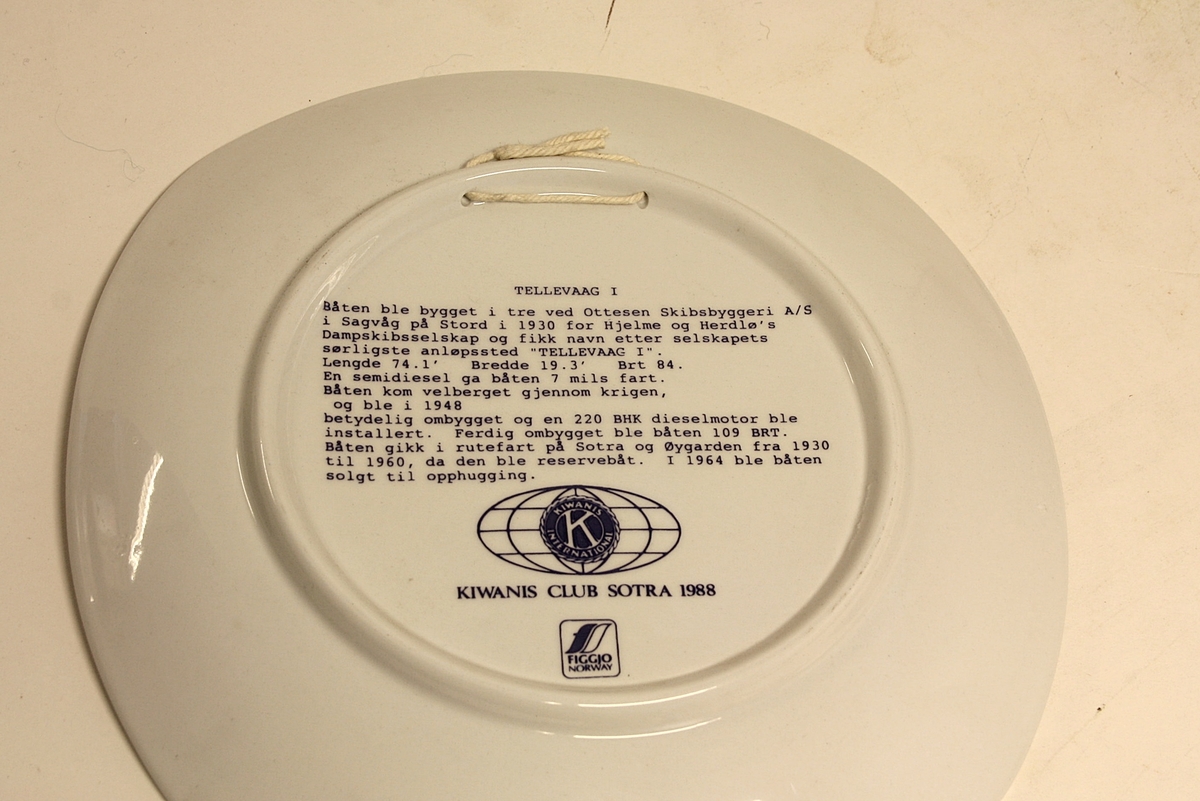 TELLEVAAG I
Båten ble bygget i tre ved Ottesen Skibsbyggeri A/S
i Sagvåg på Stord i 1930 for Hjelme og Herdlø's
Dampskibsselskap og fikk navn etter selskapets
sørligste anløpssted "TELLEVAAG I".
Lengde 74.1' Bredde 19.3' Brt 84.
En semidiesel ga båten 7 mils fart.
Båten kom velberget gjennom krigen,
og ble i 1948
betydelig ombygget og en 220 BHK dieselmotor ble
installert. Ferdig ombygget ble båten 109 BRT.
Båten gikk i rutefart på Sotra og Øygarden fra 1930
til 1960, da den ble reservebåt. I 1964 ble båten
solgt til opphugging.
KIWANIS
K
INTERNATIONAL
KIWANIS CLUB SOTRA 1988
FIGGJO
NORWAY